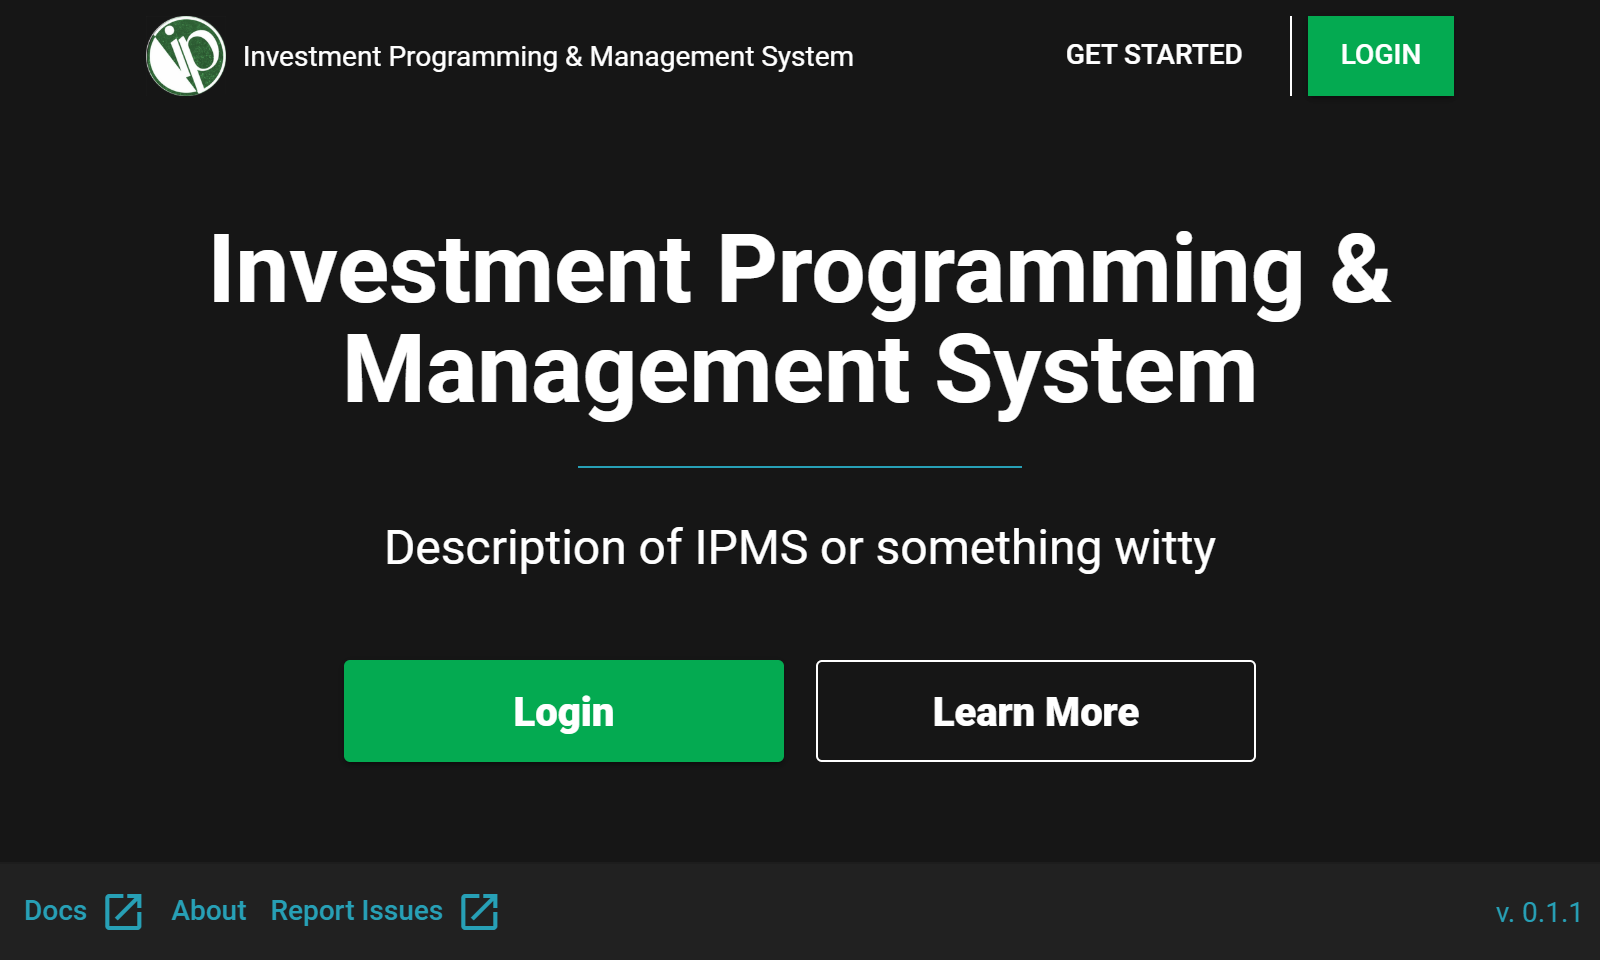 ip Investment Programming & Management System GET STARTED LOGIN
Investment Programming &
Management System
Description of IPMS or something witty
Login Learn More
Docs About Report Issues v. 0.1.1